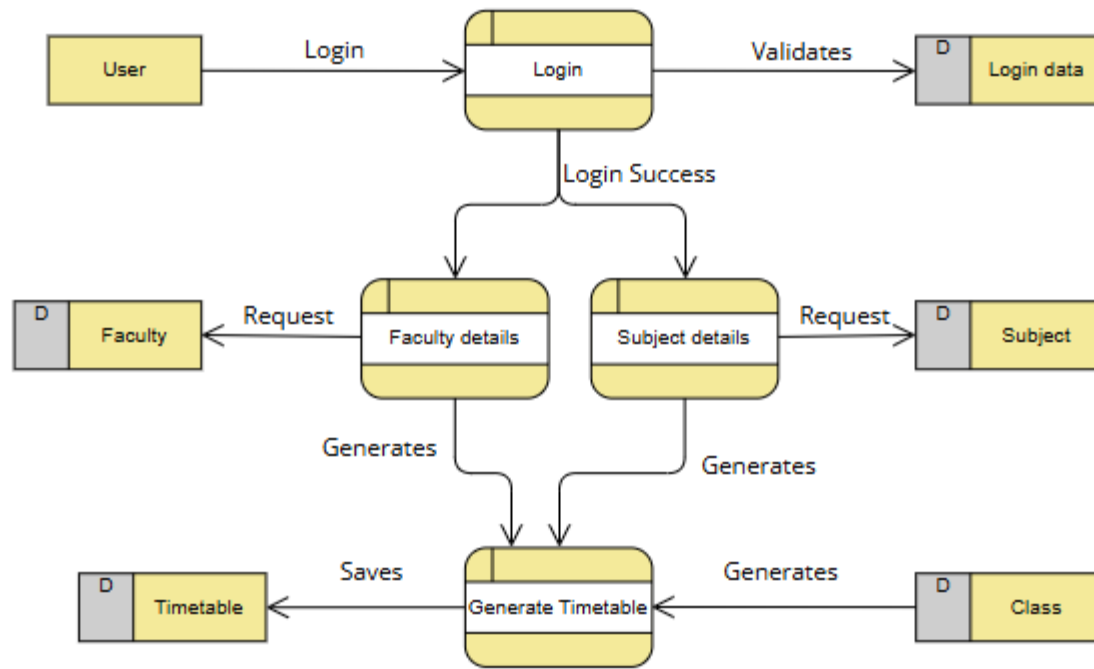 User
Login
Login
Validates
D
Login data
Login Success
D
Faculty
Request
Faculty details
Subject details
Request
D
Subject
Generates
Generates
D
Timetable
Saves
Generate Timetable
Generates
D
Class